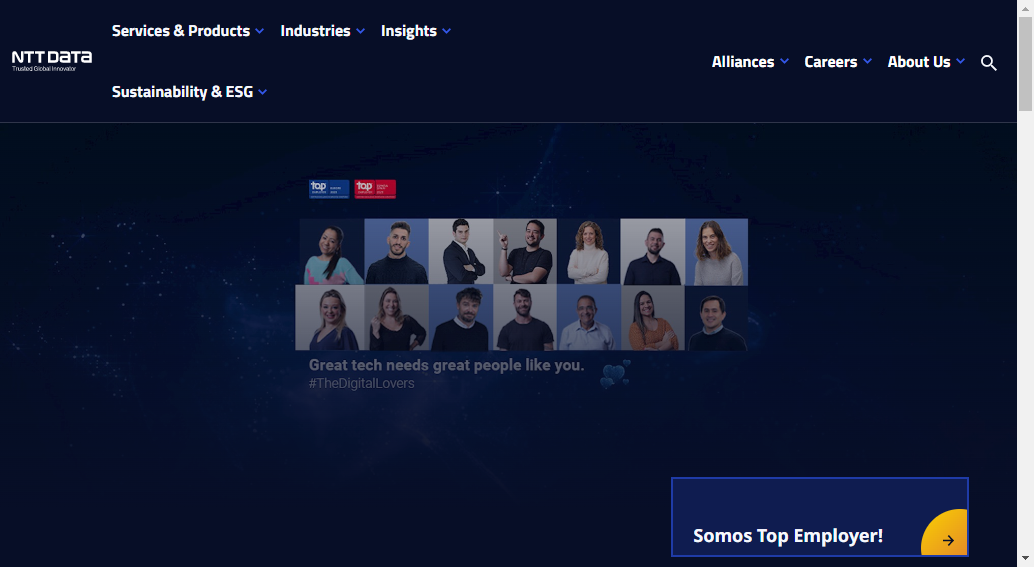 NTT DATA
Trusted Global Innovator
Services & Products
Industries
Insights
Sustainability & ESG
Alliances
Careers
About Us
top
top
Great tech needs great people like you.
#TheDigitalLovers
Somos Top Employer!